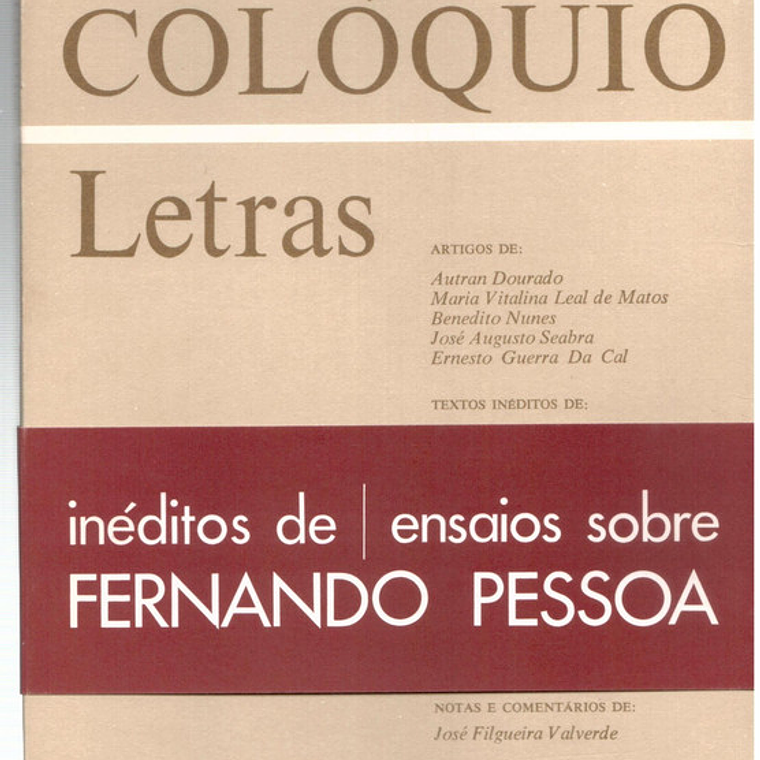 COLÓQUIO
Letras
ARTIGOS DE:
Autran Dourado
Maria Vitalina Leal de Matos
Benedito Nunes
José Augusto Seabra
Ernesto Guerra Da Cal
TEXTOS INÉDITOS DE:
inéditos de | ensaios sobre
FERNANDO PESSOA
NOTAS E COMENTÁRIOS DE:
José Filgueira Valverde